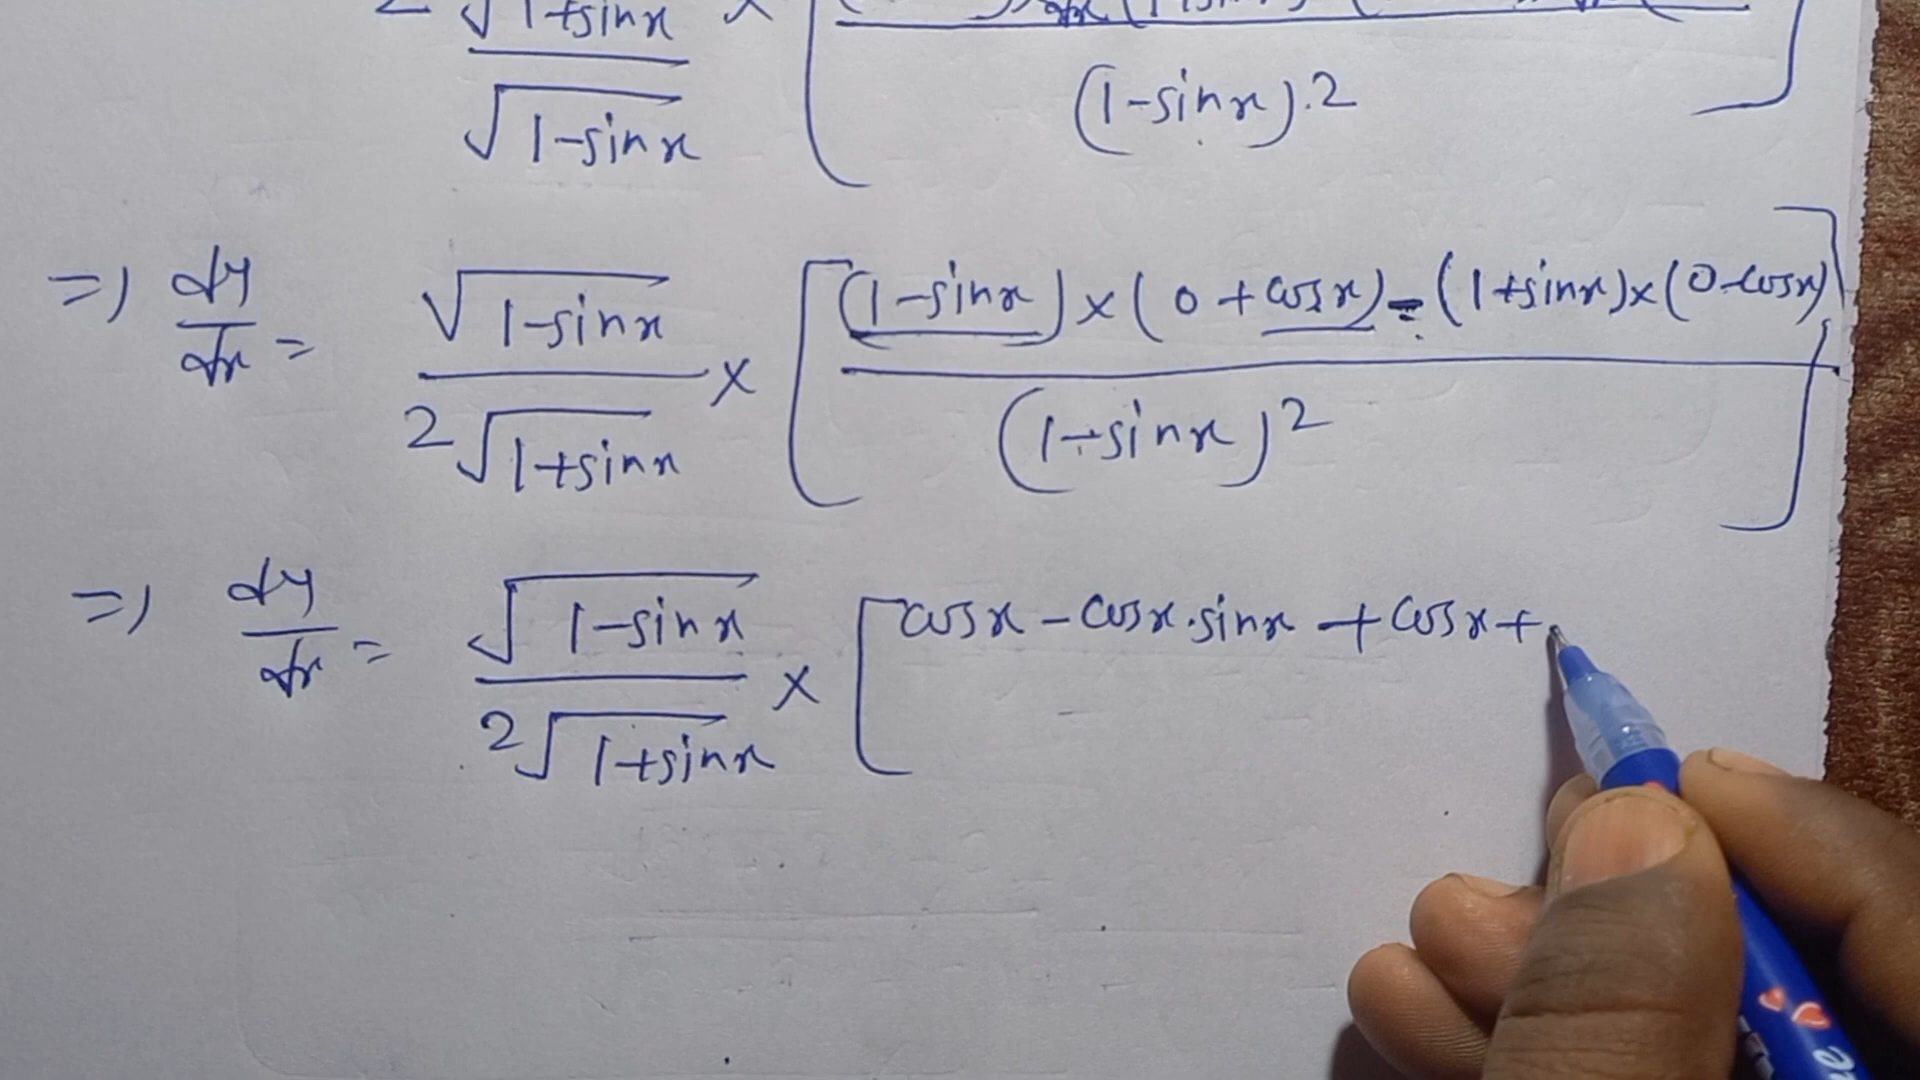 2 √1+sinx ×
√1-sinx
(1-sinx).2
=) dy/dx = √1-sinx / 2√1+sinx × [ (1-sinx)×(0+cosx)-(1+sinx)×(0-cosx) / (1-sinx)2 ]
=) dy/dx = √1-sinx / 2√1+sinx × [ cosx-cosx.sinx+cosx+